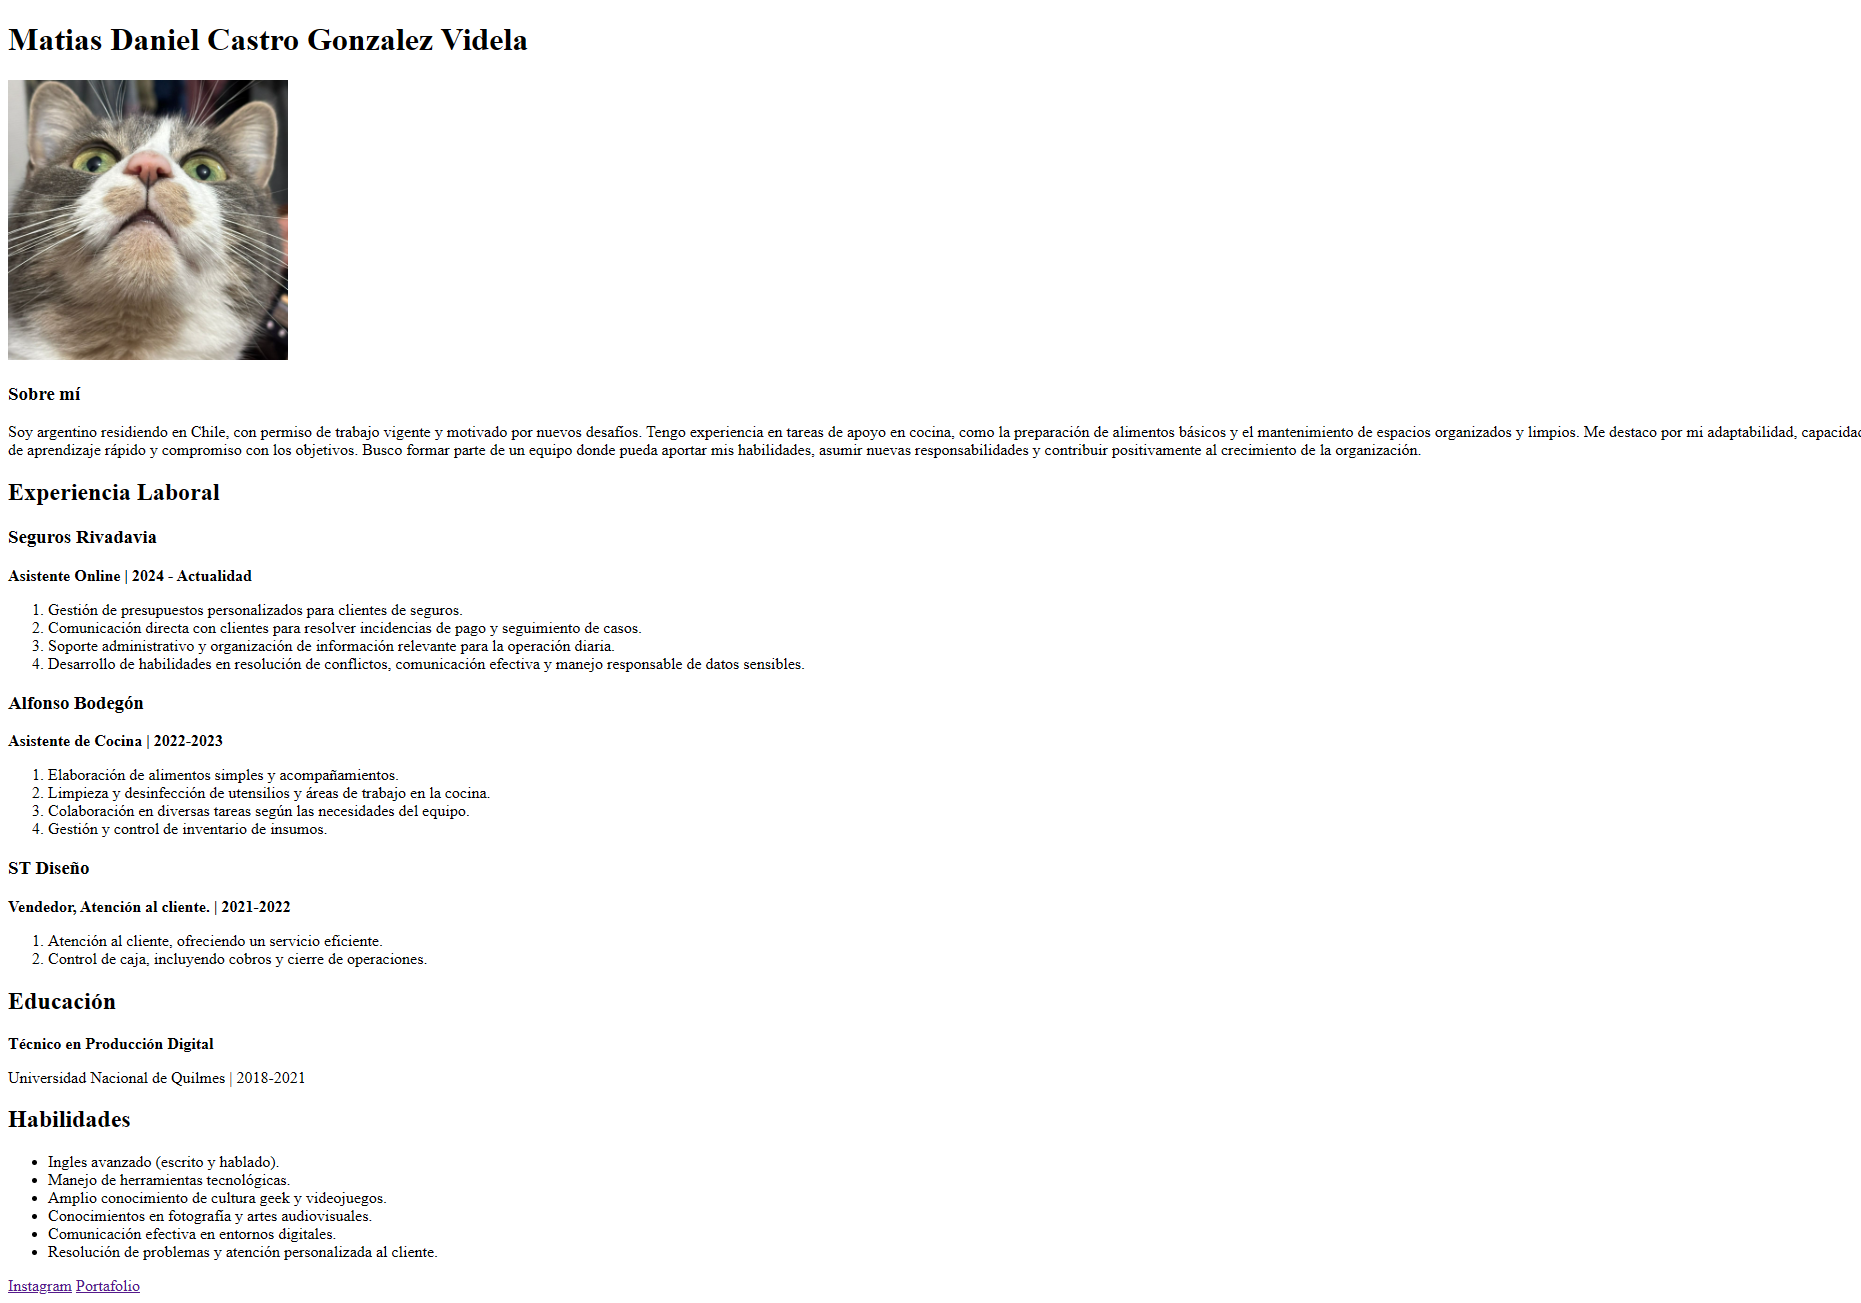 Matias Daniel Castro Gonzalez Videla
Sobre mí
Soy argentino residiendo en Chile, con permiso de trabajo vigente y motivado por nuevos desafíos. Tengo experiencia en tareas de apoyo en cocina, como la preparación de alimentos básicos y el mantenimiento de espacios organizados y limpios. Me destaco por mi adaptabilidad, capacidad
de aprendizaje rápido y compromiso con los objetivos. Busco formar parte de un equipo donde pueda aportar mis habilidades, asumir nuevas responsabilidades y contribuir positivamente al crecimiento de la organización.
Experiencia Laboral
Seguros Rivadavia
Asistente Online | 2024 - Actualidad
1. Gestión de presupuestos personalizados para clientes de seguros.
2. Comunicación directa con clientes para resolver incidencias de pago y seguimiento de casos.
3. Soporte administrativo y organización de información relevante para la operación diaria.
4. Desarrollo de habilidades en resolución de conflictos, comunicación efectiva y manejo responsable de datos sensibles.
Alfonso Bodegón
Asistente de Cocina | 2022-2023
1. Elaboración de alimentos simples y acompañamientos.
2. Limpieza y desinfección de utensilios y áreas de trabajo en la cocina.
3. Colaboración en diversas tareas según las necesidades del equipo.
4. Gestión y control de inventario de insumos.
ST Diseño
Vendedor, Atención al cliente. | 2021-2022
1. Atención al cliente, ofreciendo un servicio eficiente.
2. Control de caja, incluyendo cobros y cierre de operaciones.
Educación
Técnico en Producción Digital
Universidad Nacional de Quilmes | 2018-2021
Habilidades
• Ingles avanzado (escrito y hablado).
• Manejo de herramientas tecnológicas.
• Amplio conocimiento de cultura geek y videojuegos.
• Conocimientos en fotografía y artes audiovisuales.
• Comunicación efectiva en entornos digitales.
• Resolución de problemas y atención personalizada al cliente.
Instagram Portafolio